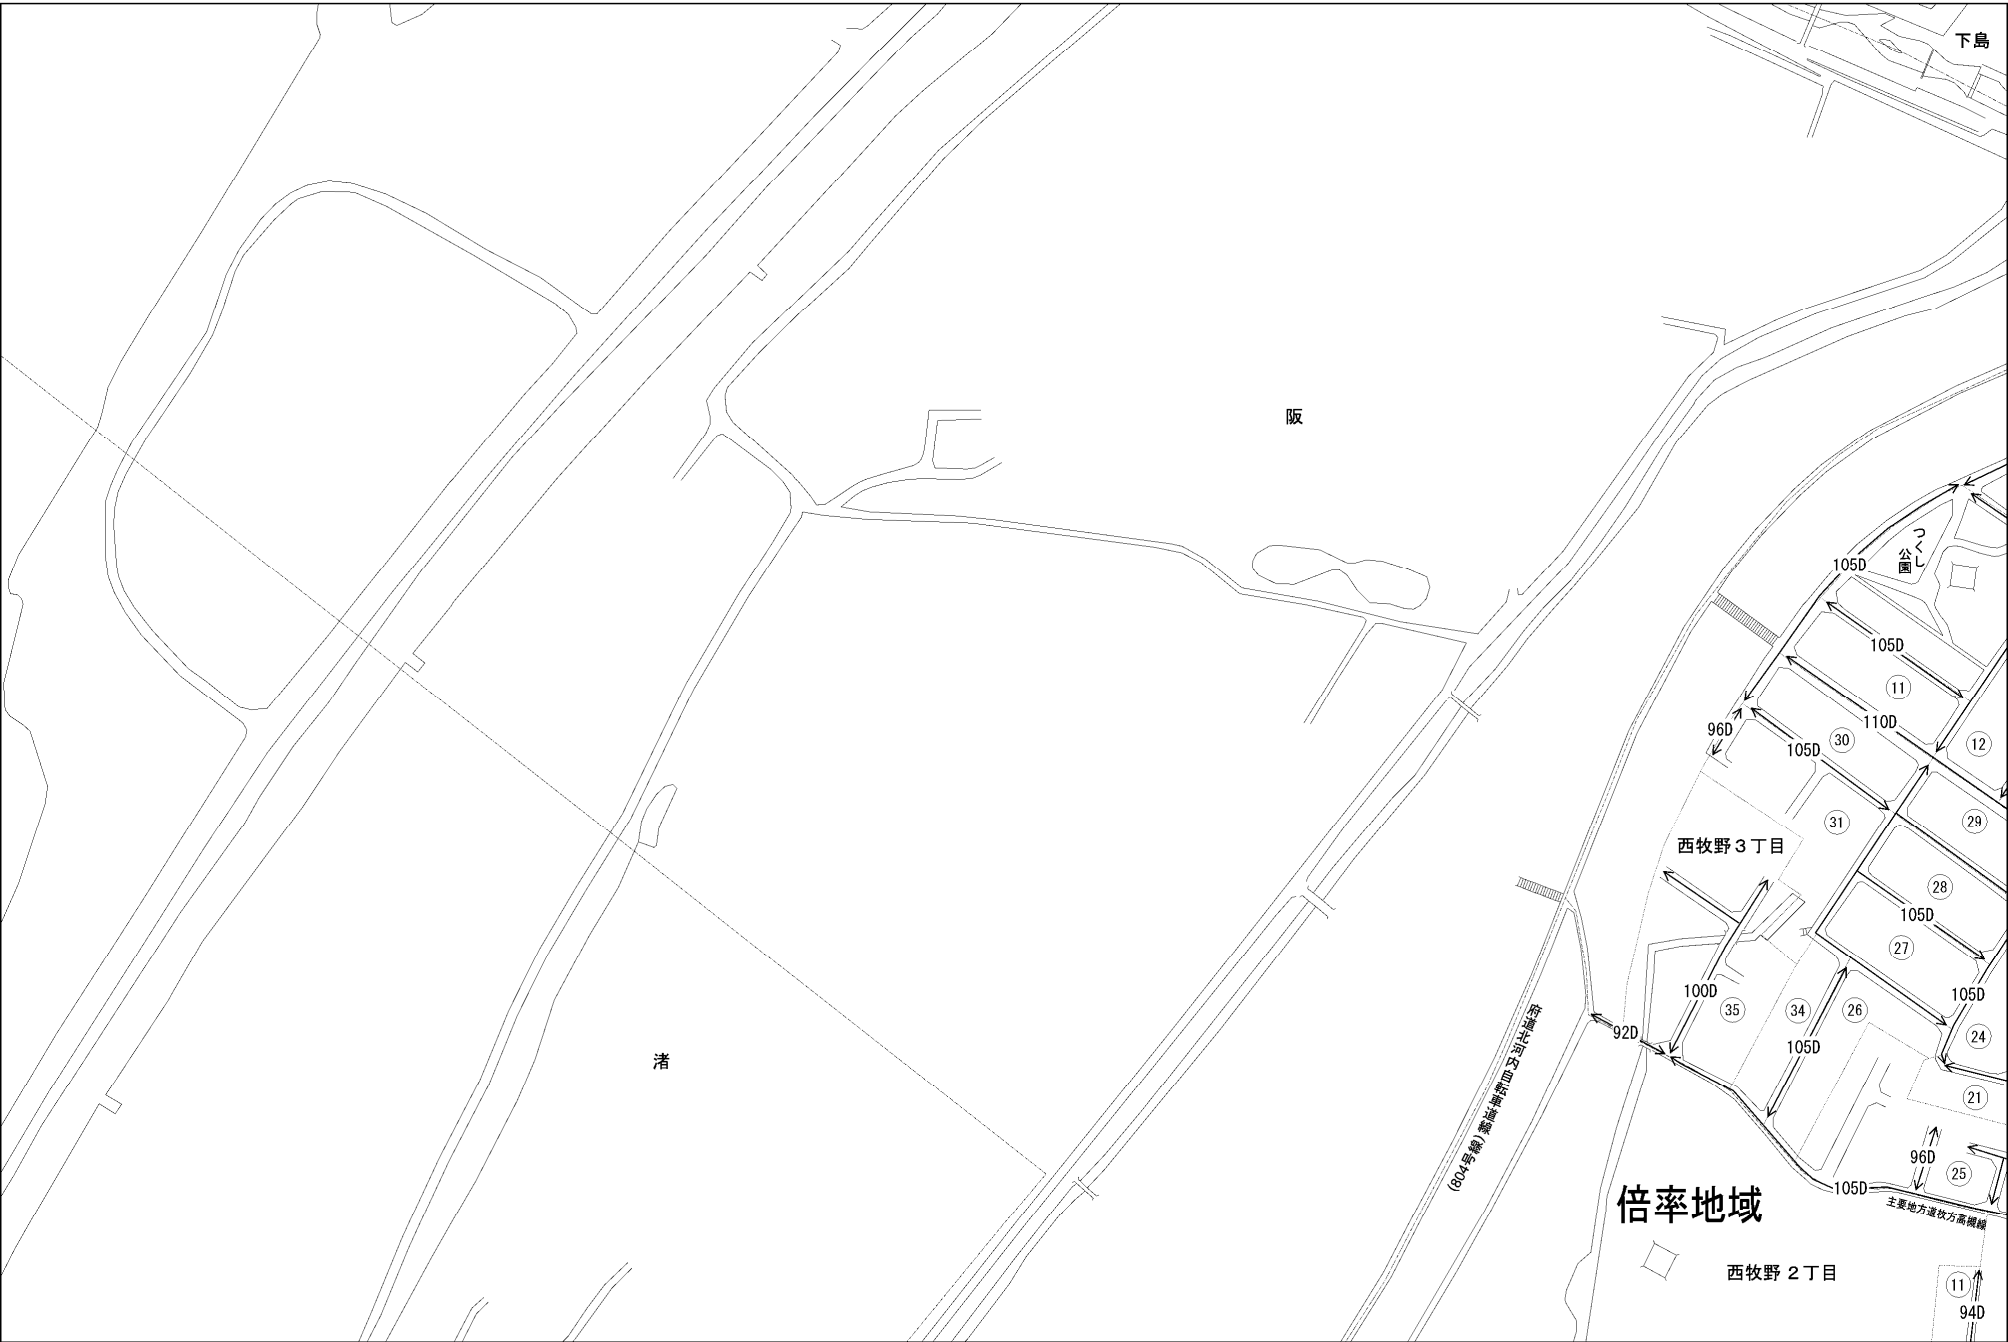 下島
阪
つくし
公園
105D
105D
11
110D
96D
30
12
105D
31
29
西牧野3丁目
28
105D
27
105D
100D
35
34
26
92D
24
105D
府道北河内自転車道線
(804号線)
渚
21
96D
25
105D
主要地方道枚方高槻線
倍率地域
西牧野2丁目
11
94D